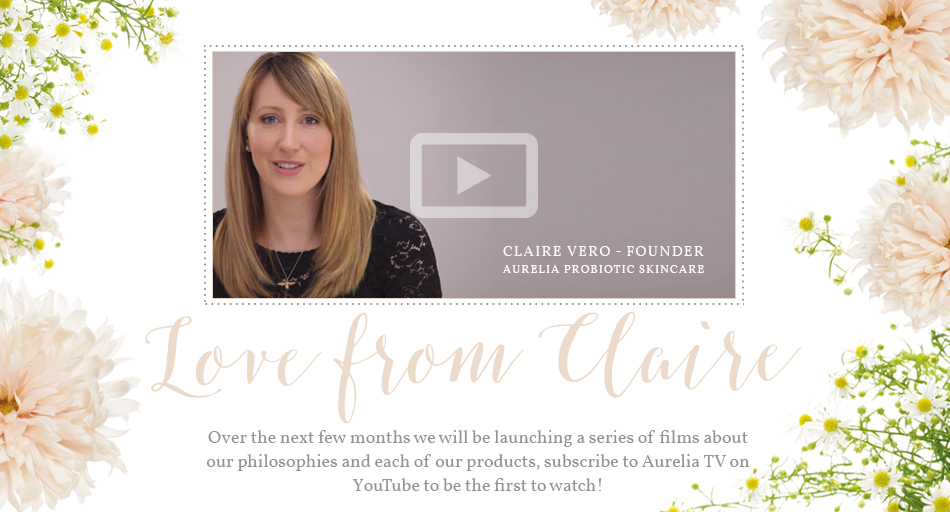 CLAIRE VERO - FOUNDER
AURELIA PROBIOTIC SKINCARE
Love from Claire
Over the next few months we will be launching a series of films about
our philosophies and each of our products, subscribe to Aurelia TV on
YouTube to be the first to watch!